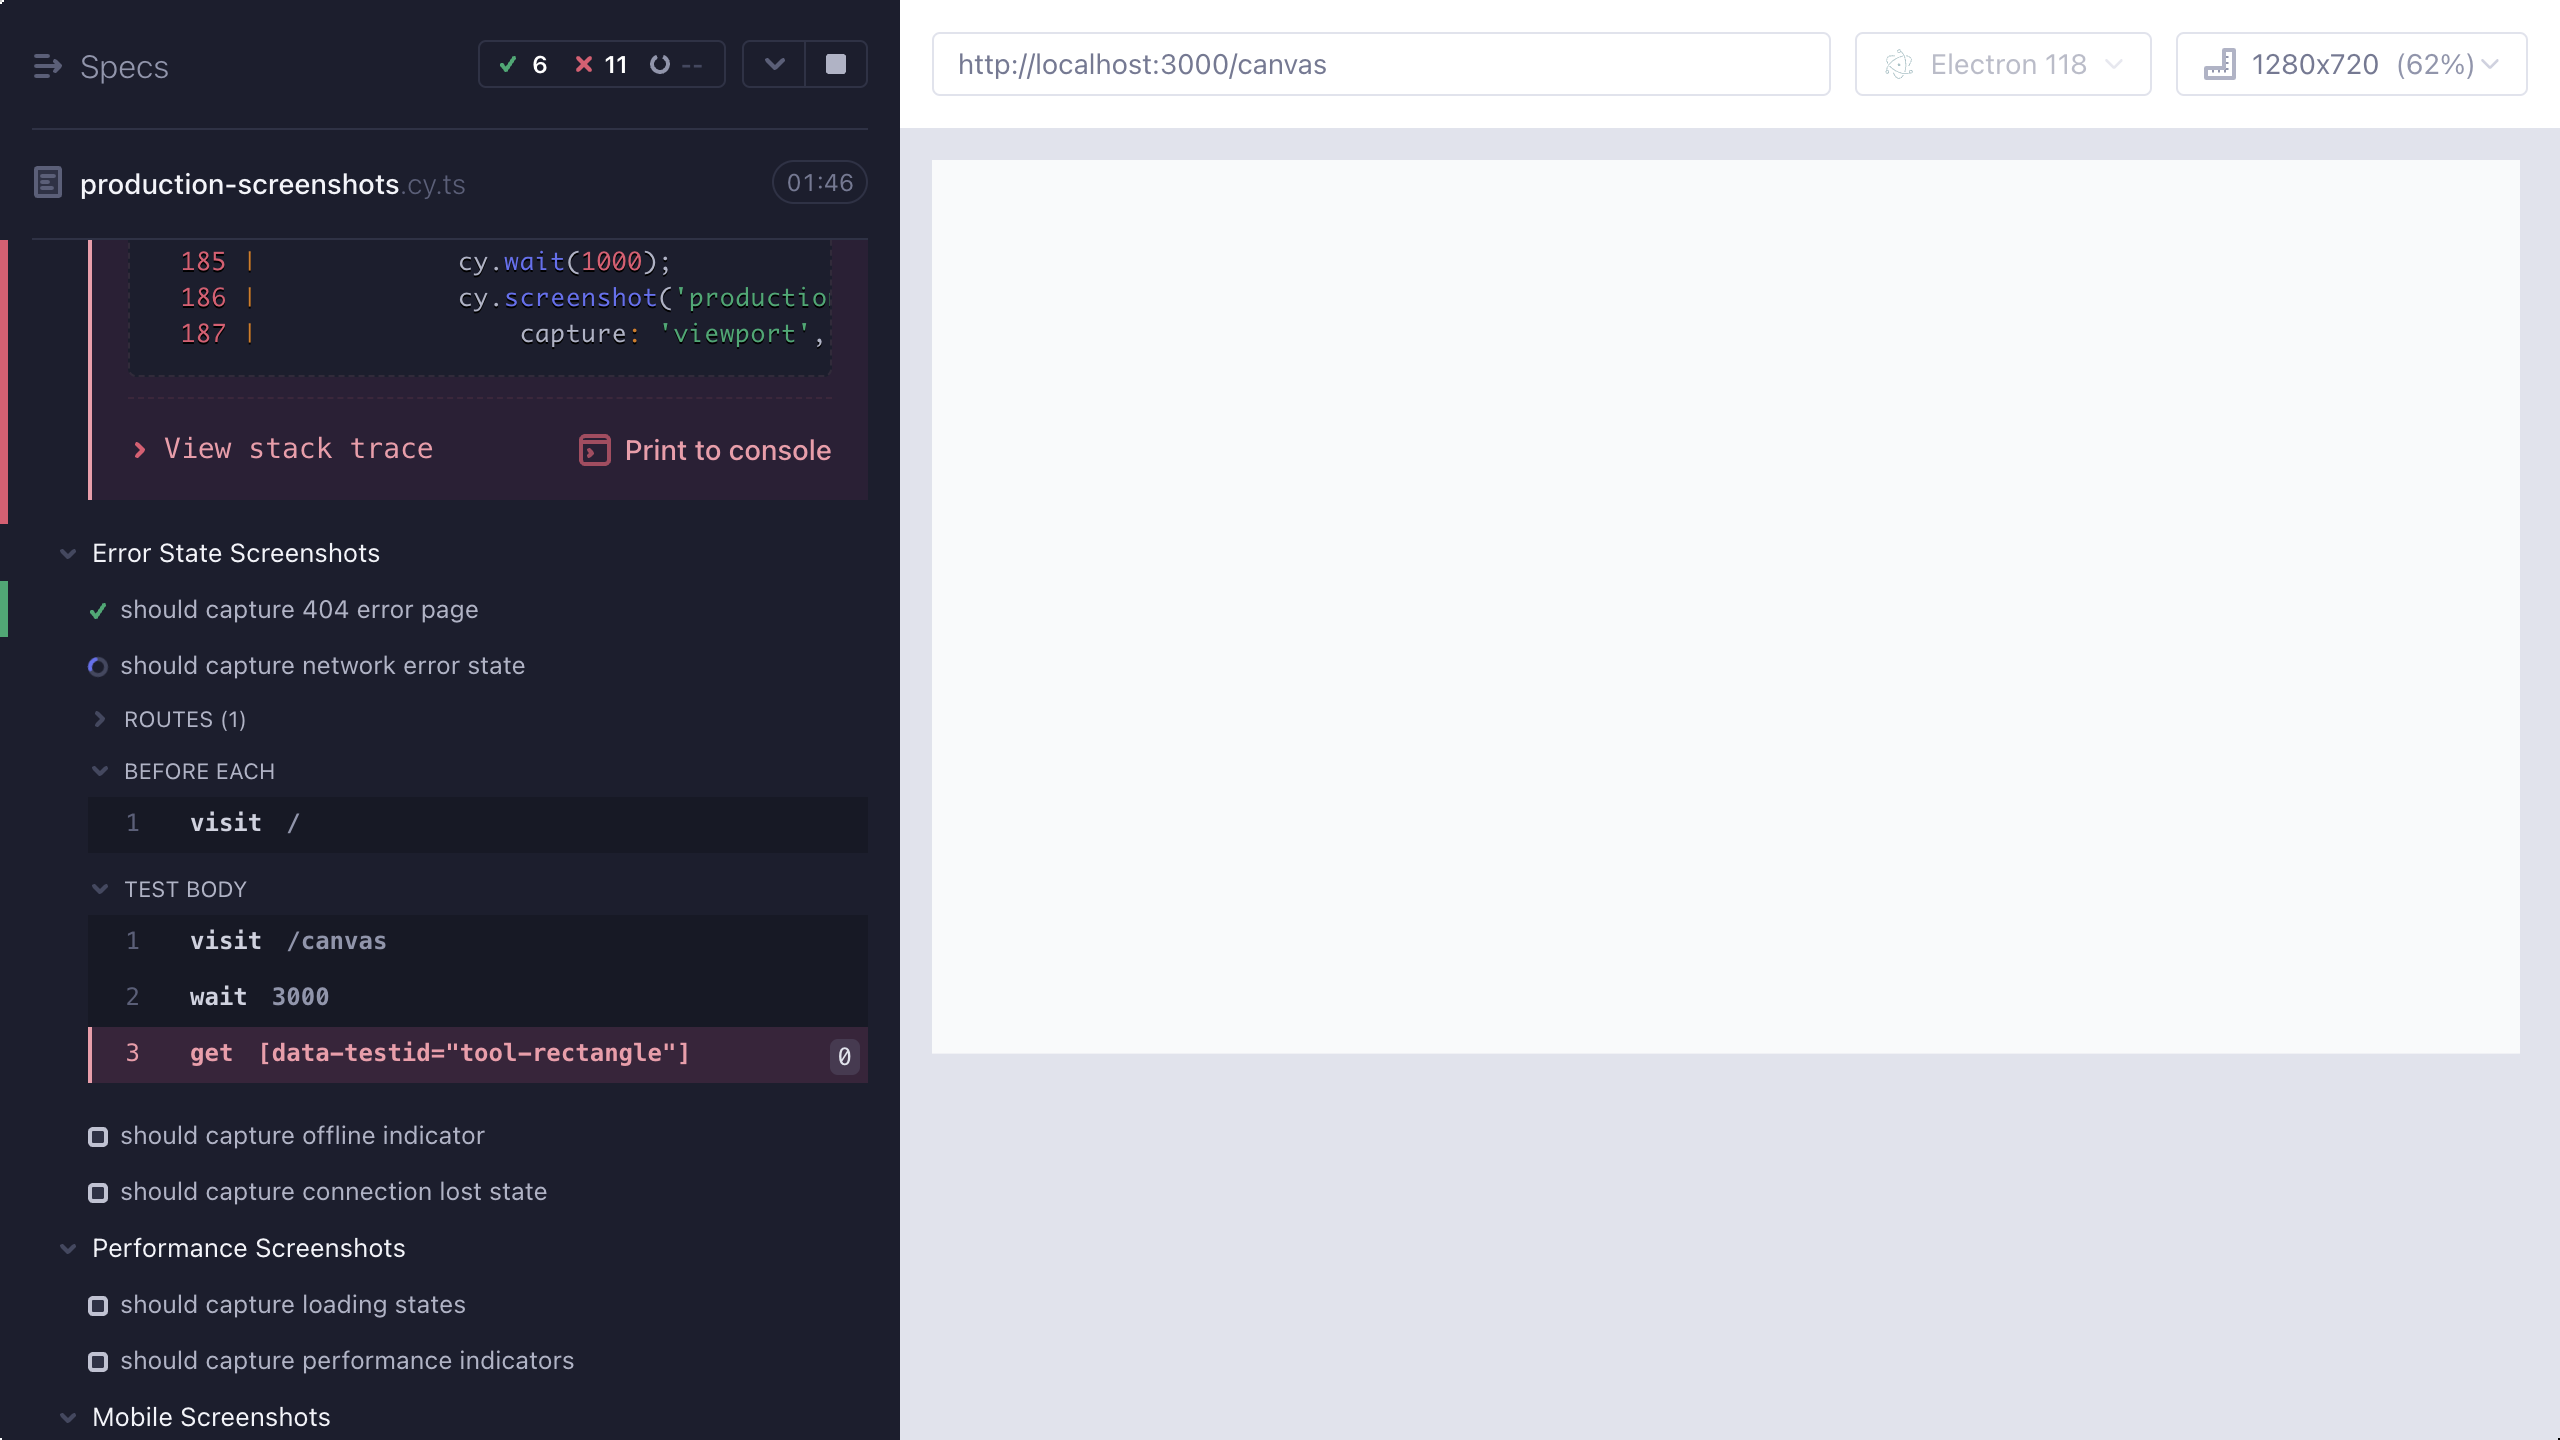 Specs
6 11 --
production-screenshots.cy.ts 01:46
185 | cy.wait(1000);
186 | cy.screenshot('productio
187 | capture: 'viewport',
View stack trace Print to console
Error State Screenshots
should capture 404 error page
should capture network error state
ROUTES (1)
BEFORE EACH
1 visit /
TEST BODY
1 visit /canvas
2 wait 3000
3 get [data-testid="tool-rectangle"] 0
should capture offline indicator
should capture connection lost state
Performance Screenshots
should capture loading states
should capture performance indicators
Mobile Screenshots
http://localhost:3000/canvas
Electron 118
1280x720 (62%)